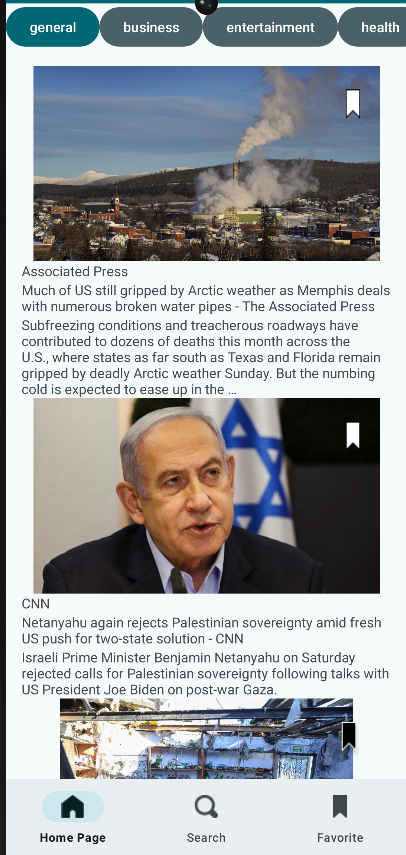 general business entertainment health
Associated Press
Much of US still gripped by Arctic weather as Memphis deals
with numerous broken water pipes - The Associated Press
Subfreezing conditions and treacherous roadways have
contributed to dozens of deaths this month across the
U.S., where states as far south as Texas and Florida remain
gripped by deadly Arctic weather Sunday. But the numbing
cold is expected to ease up in the …
CNN
Netanyahu again rejects Palestinian sovereignty amid fresh
US push for two-state solution - CNN
Israeli Prime Minister Benjamin Netanyahu on Saturday
rejected calls for Palestinian sovereignty following talks with
US President Joe Biden on post-war Gaza.
Home Page Search Favorite